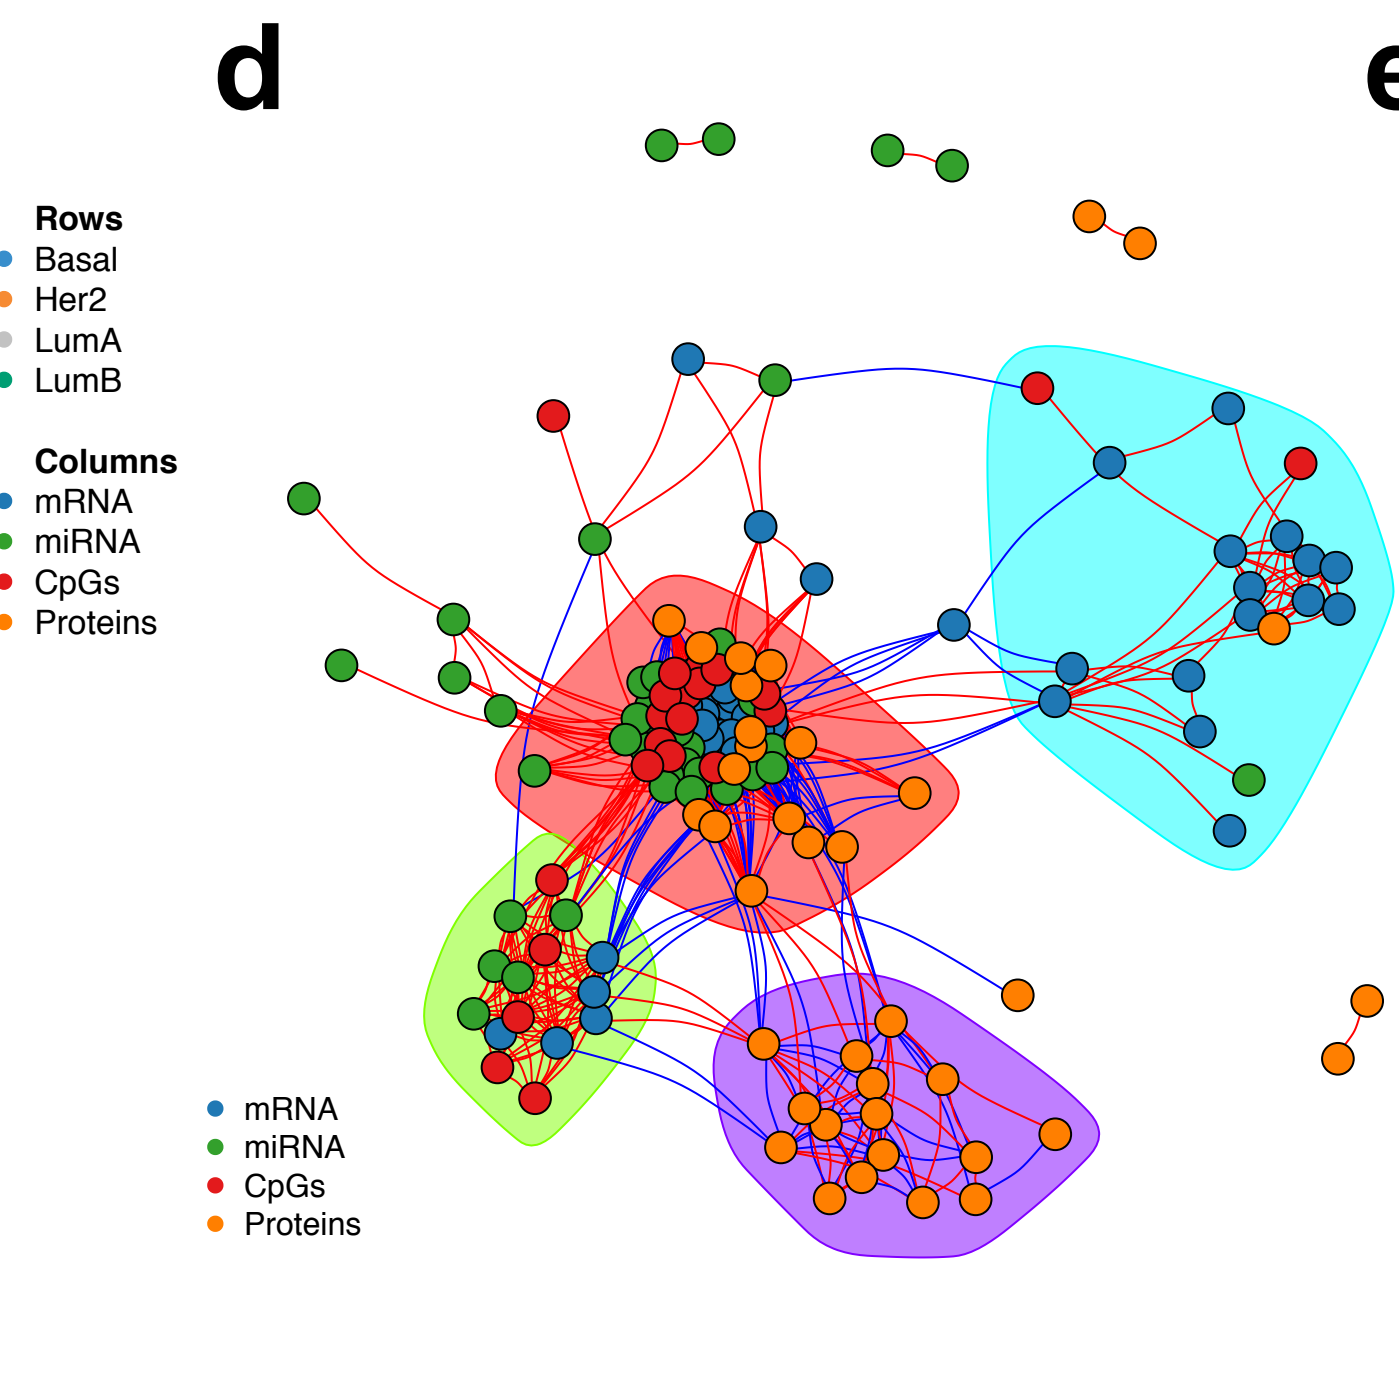 d
e
Rows
Basal
Her2
LumA
LumB
Columns
mRNA
miRNA
CpGs
Proteins
mRNA
miRNA
CpGs
Proteins